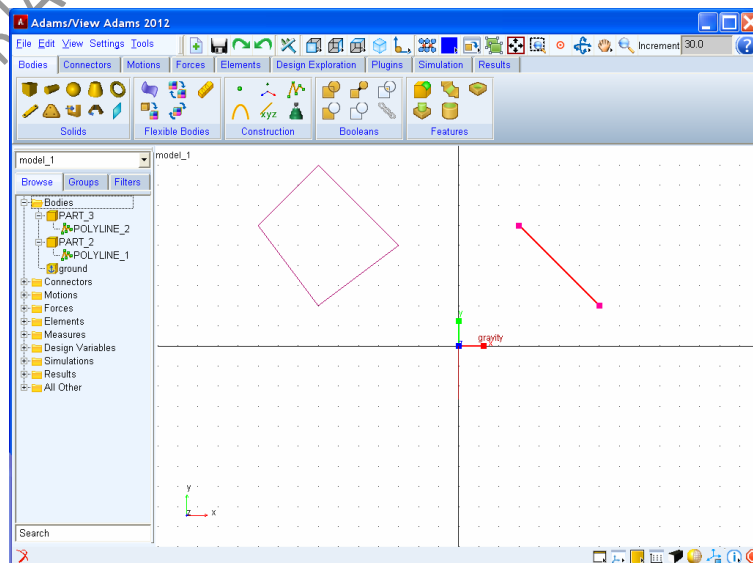 Adams/View Adams 2012
File Edit View Settings Tools
Increment 30.0
Bodies Connectors Motions Forces Elements Design Exploration Plugins Simulation Results
xyz
Solids Flexible Bodies Construction Booleans Features
model_1
model_1
Browse Groups Filters
Bodies
PART_3
POLYLINE_2
PART_2
POLYLINE_1
ground
Connectors
Motions
Forces
Elements
Measures
Design Variables
Simulations
Results
All Other
gravity
y
z x
Search